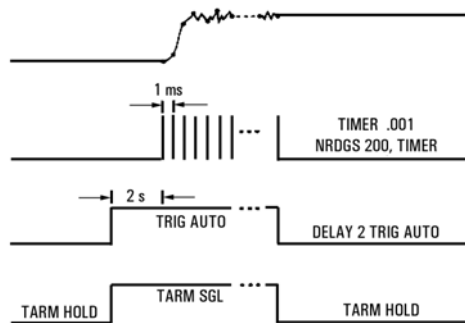 1 ms
TIMER .001
NRDGS 200, TIMER
2 s
TRIG AUTO
DELAY 2 TRIG AUTO
TARM HOLD
TARM SGL
TARM HOLD